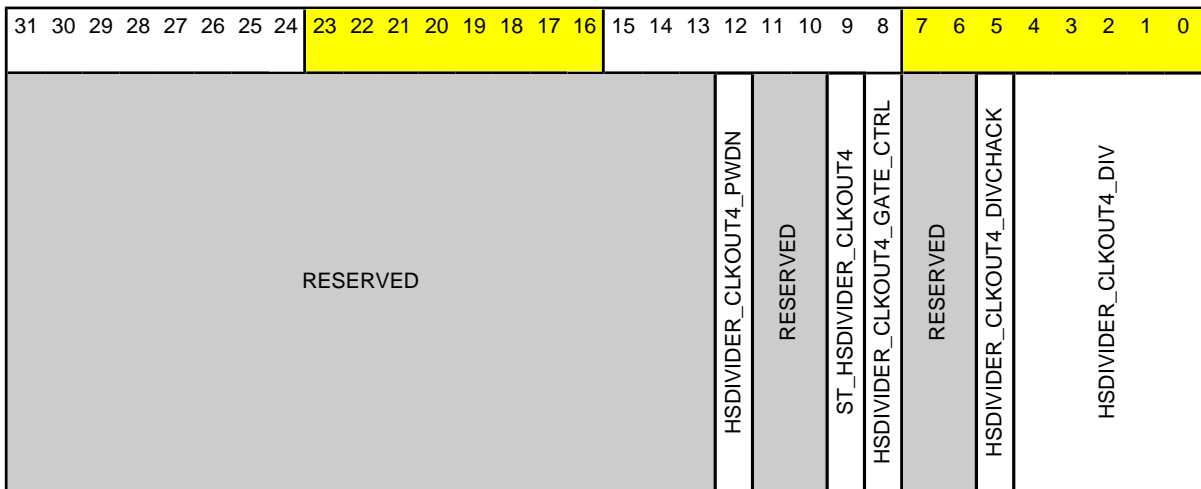 31 30 29 28 27 26 25 24 23 22 21 20 19 18 17 16 15 14 13 12 11 10 9 8 7 6 5 4 3 2 1 0
RESERVED
HSDIVIDER_CLKOUT4_PWDN
RESERVED
ST_HSDIVIDER_CLKOUT4
HSDIVIDER_CLKOUT4_GATE_CTRL
RESERVED
HSDIVIDER_CLKOUT4_DIVCHACK
HSDIVIDER_CLKOUT4_DIV